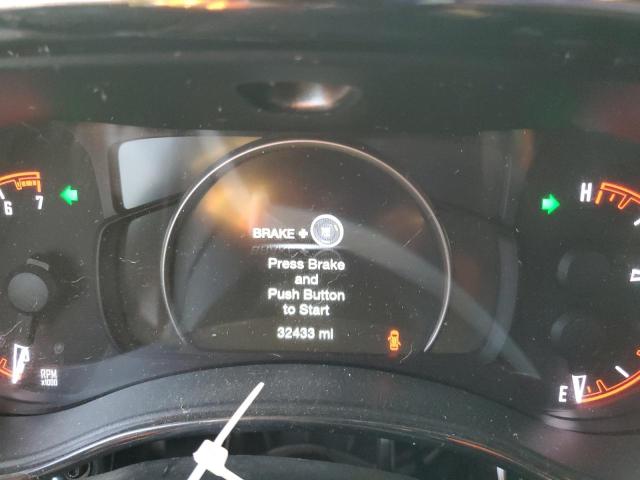 6 7
H
BRAKE +
Press Brake
and
Push Button
to Start
32433 mi
RPM
x1000
E